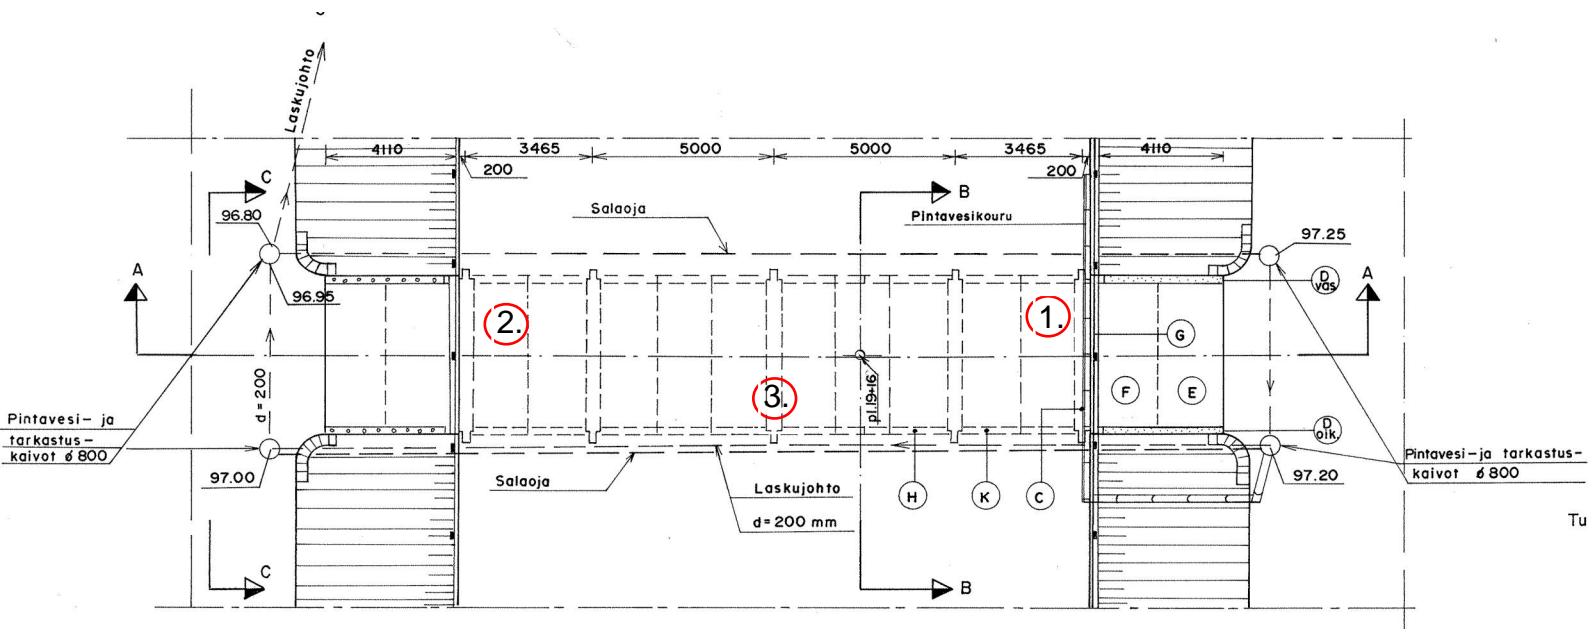 Laskujohto
4110
3465
5000
5000
3465
4110
200
200
C
B
96.80
Salaoja
Pintavesikouru
97.25
A
D
vas.
A
96.95
2.
1.
G
d=200
3.
pl.19+16
F
E
Pintavesi- ja
tarkastus-
kaivot ø 800
D
oik.
97.00
Salaoja
Laskujohto
d=200 mm
H
K
C
97.20
Pintavesi-ja tarkastus-
kaivot ø 800
Tu
C
B